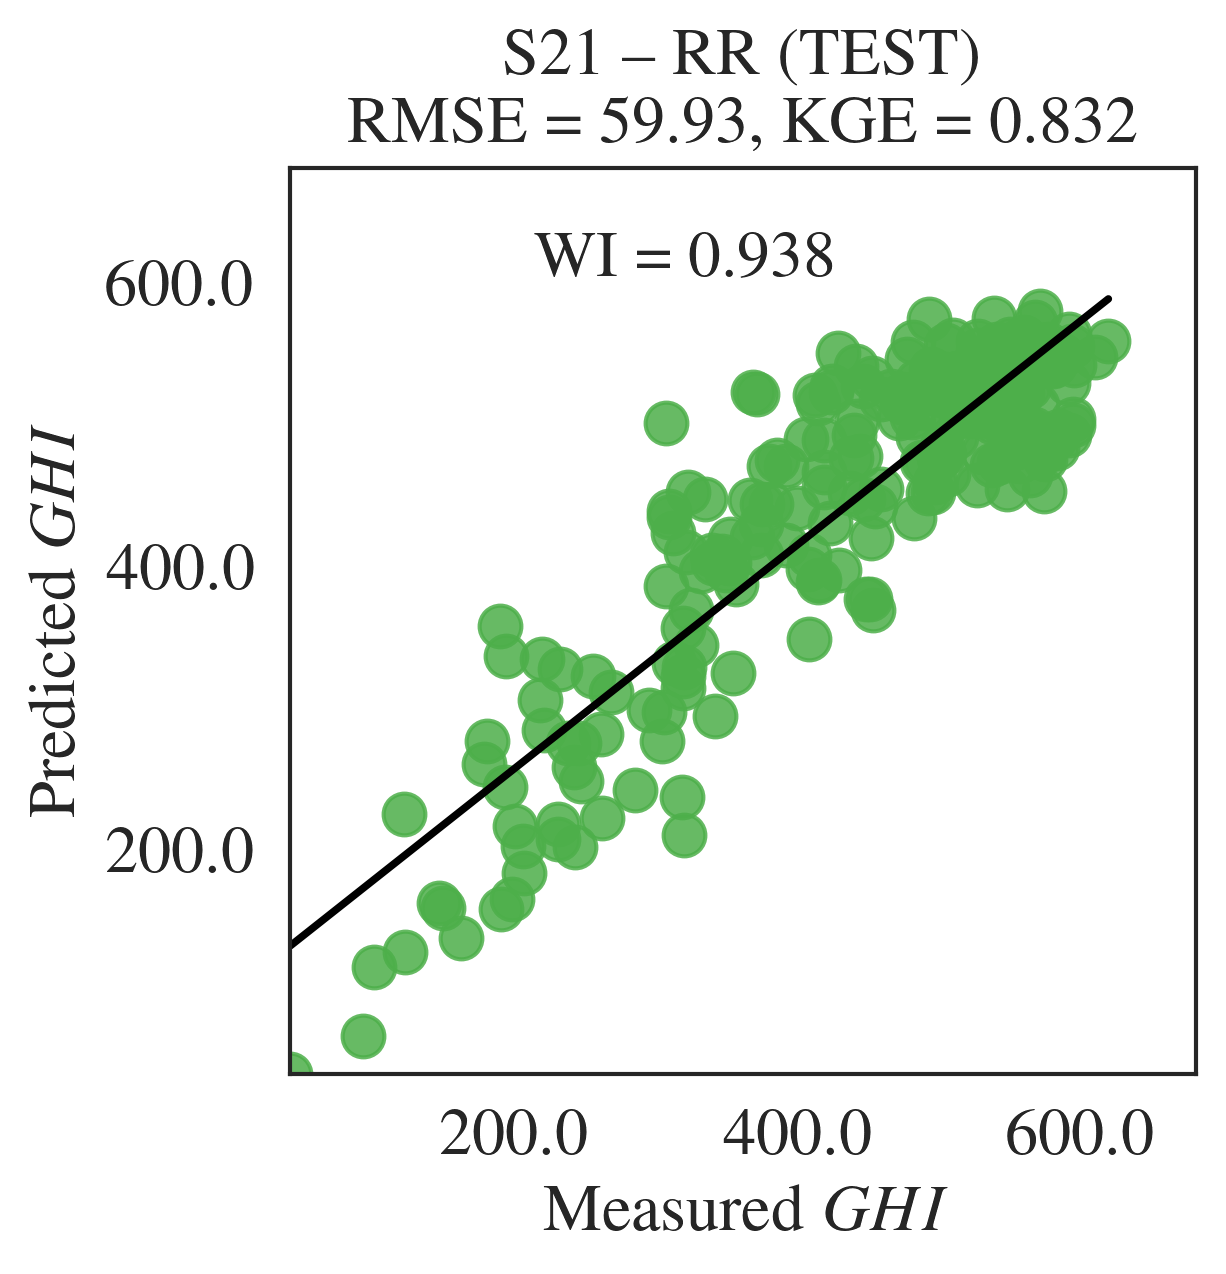 S21 – RR (TEST)
RMSE = 59.93, KGE = 0.832
WI = 0.938
600.0
400.0
200.0
Predicted GHI
200.0 400.0 600.0
Measured GHI